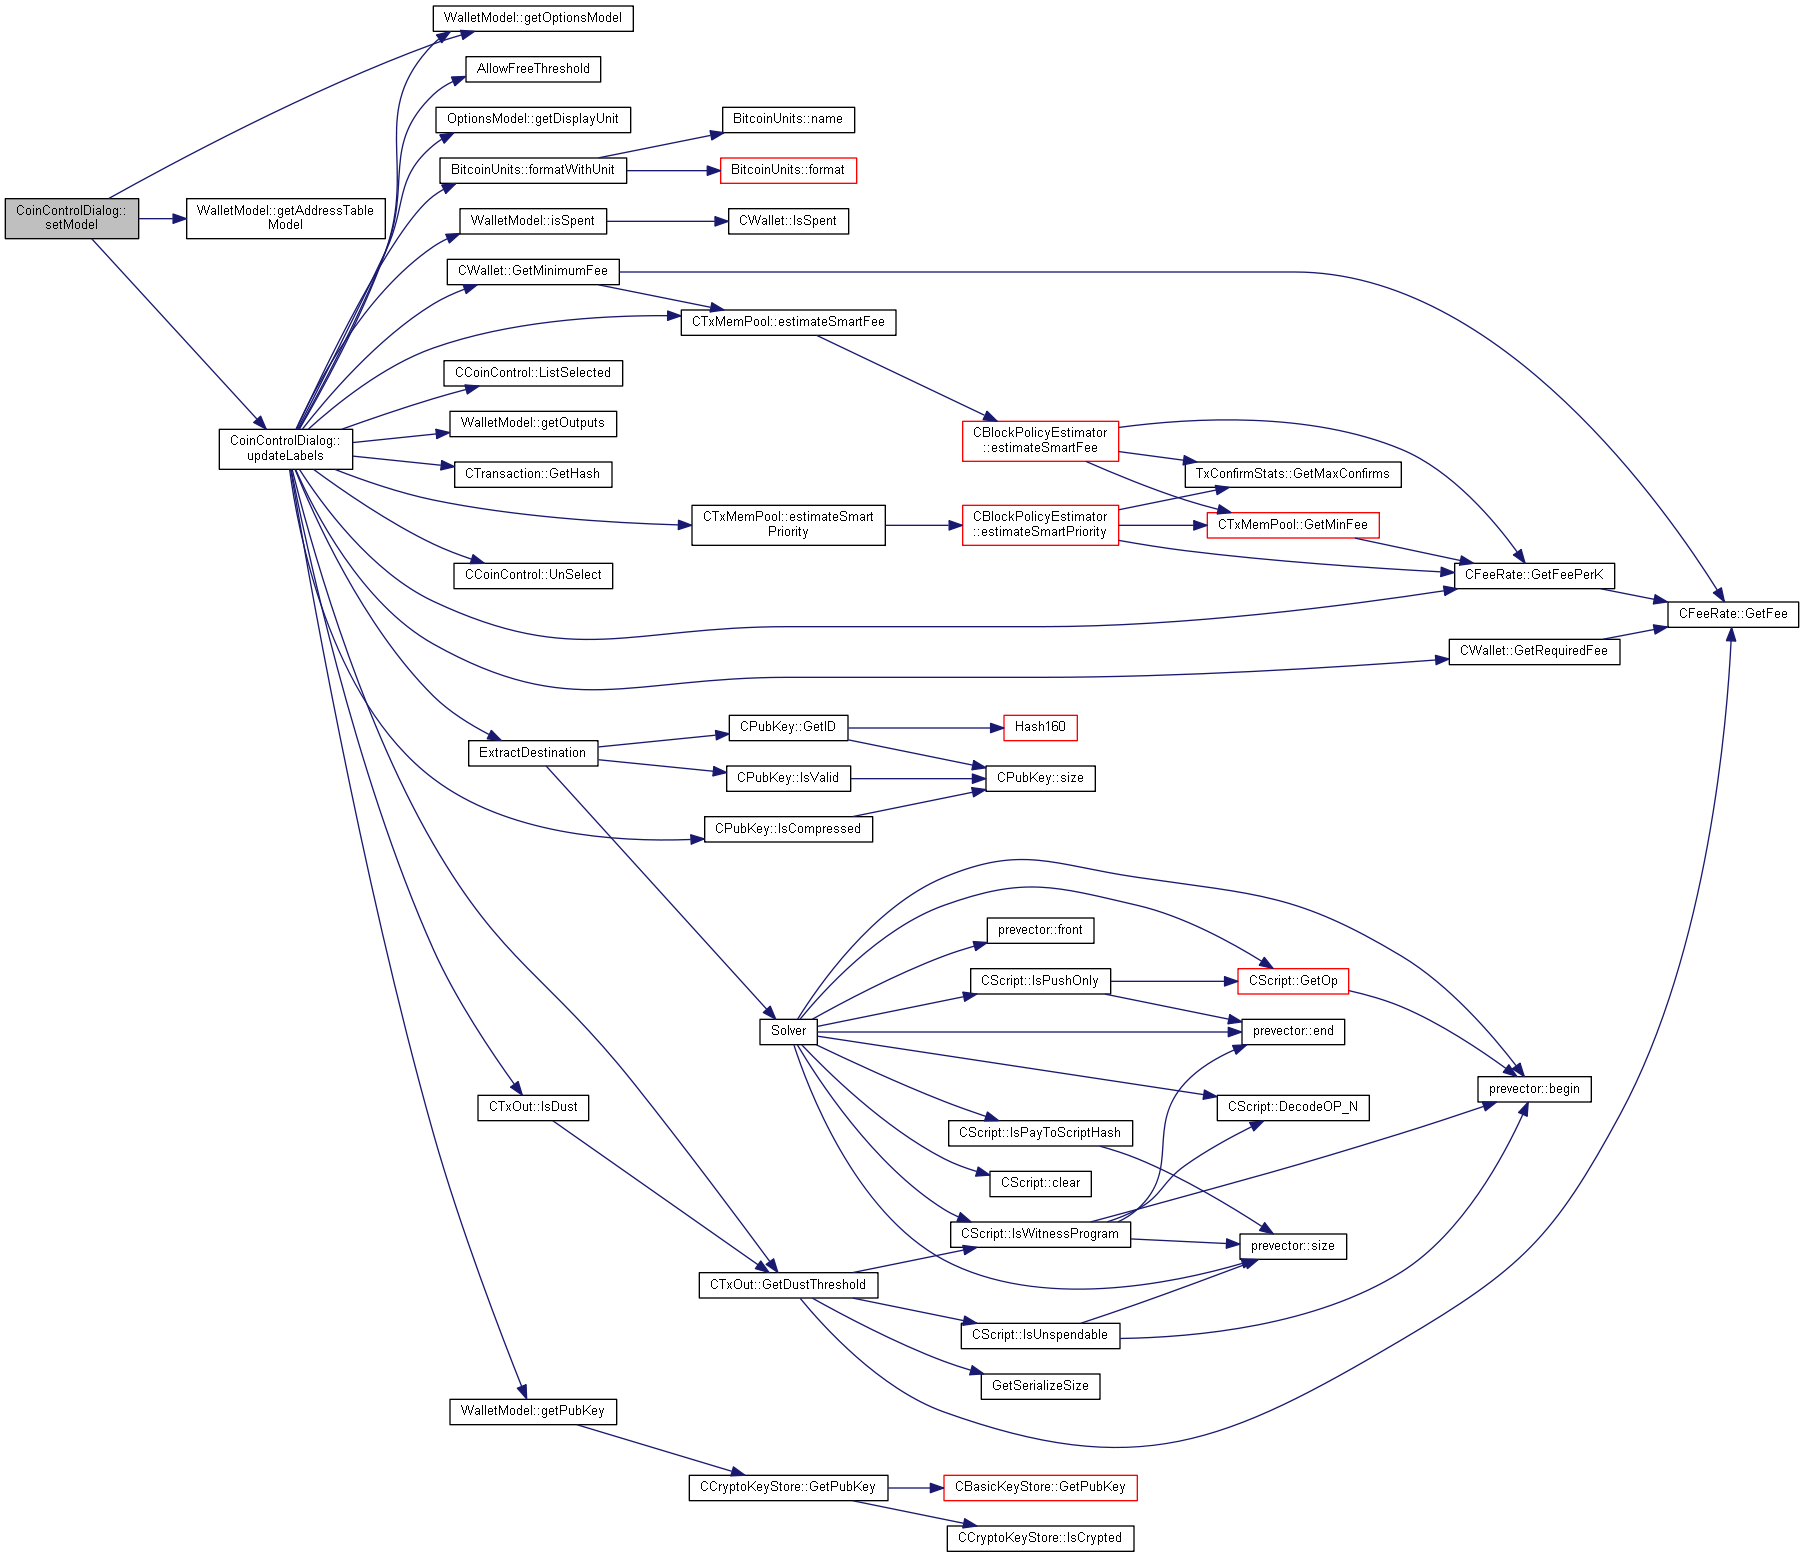 WalletModel::getOptionsModel
AllowFreeThreshold
OptionsModel::getDisplayUnit
BitcoinUnits::name
BitcoinUnits::formatWithUnit
BitcoinUnits::format
CoinControlDialog::
setModel
WalletModel::getAddressTable
Model
WalletModel::isSpent
CWallet::IsSpent
CWallet::GetMinimumFee
CTxMemPool::estimateSmartFee
CCoinControl::ListSelected
WalletModel::getOutputs
CoinControlDialog::
updateLabels
CBlockPolicyEstimator
::estimateSmartFee
CTransaction::GetHash
TxConfirmStats::GetMaxConfirms
CTxMemPool::estimateSmart
Priority
CBlockPolicyEstimator
::estimateSmartPriority
CTxMemPool::GetMinFee
CCoinControl::UnSelect
CFeeRate::GetFeePerK
CFeeRate::GetFee
CWallet::GetRequiredFee
CPubKey::GetID
Hash160
ExtractDestination
CPubKey::IsValid
CPubKey::size
CPubKey::IsCompressed
prevector::front
CScript::IsPushOnly
CScript::GetOp
Solver
prevector::end
prevector::begin
CTxOut::IsDust
CScript::DecodeOP_N
CScript::IsPayToScriptHash
CScript::clear
CScript::IsWitnessProgram
prevector::size
CTxOut::GetDustThreshold
CScript::IsUnspendable
GetSerializeSize
WalletModel::getPubKey
CCryptoKeyStore::GetPubKey
CBasicKeyStore::GetPubKey
CCryptoKeyStore::IsCrypted